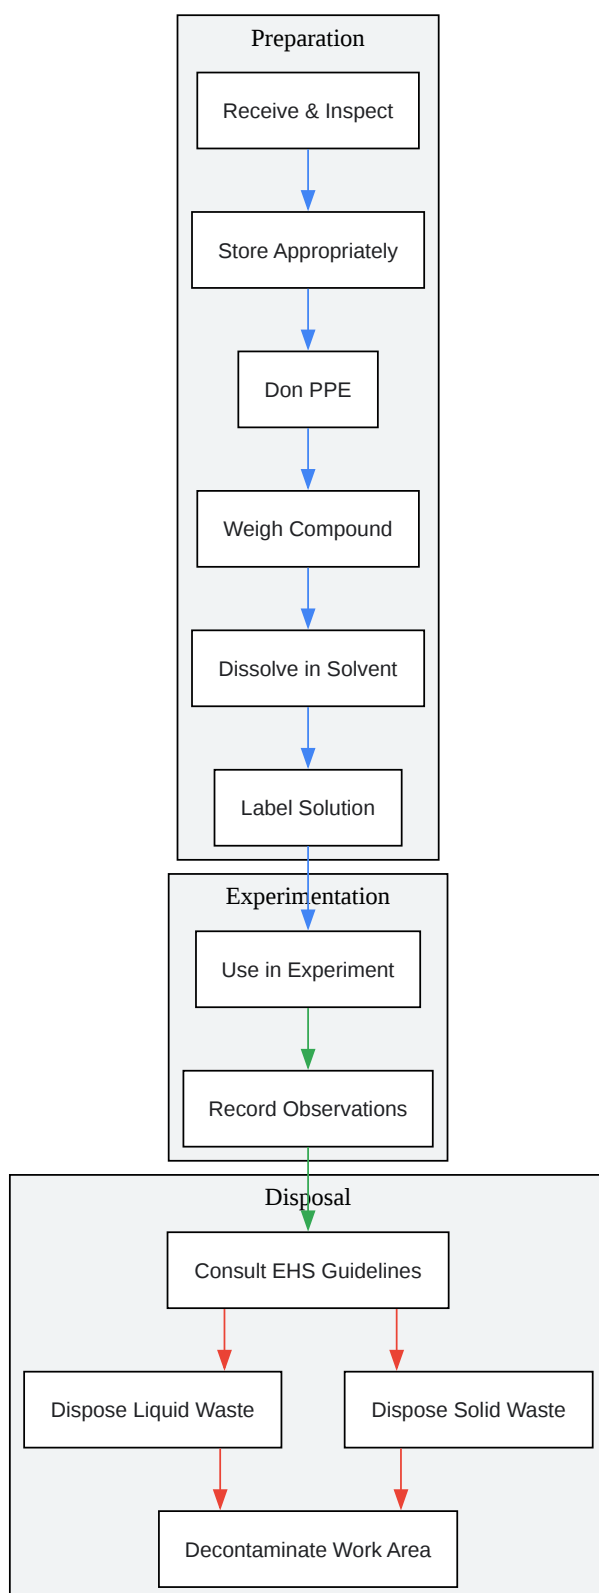 Preparation
Receive & Inspect
Store Appropriately
Don PPE
Weigh Compound
Dissolve in Solvent
Label Solution
Experimentation
Use in Experiment
Record Observations
Disposal
Consult EHS Guidelines
Dispose Liquid Waste
Dispose Solid Waste
Decontaminate Work Area